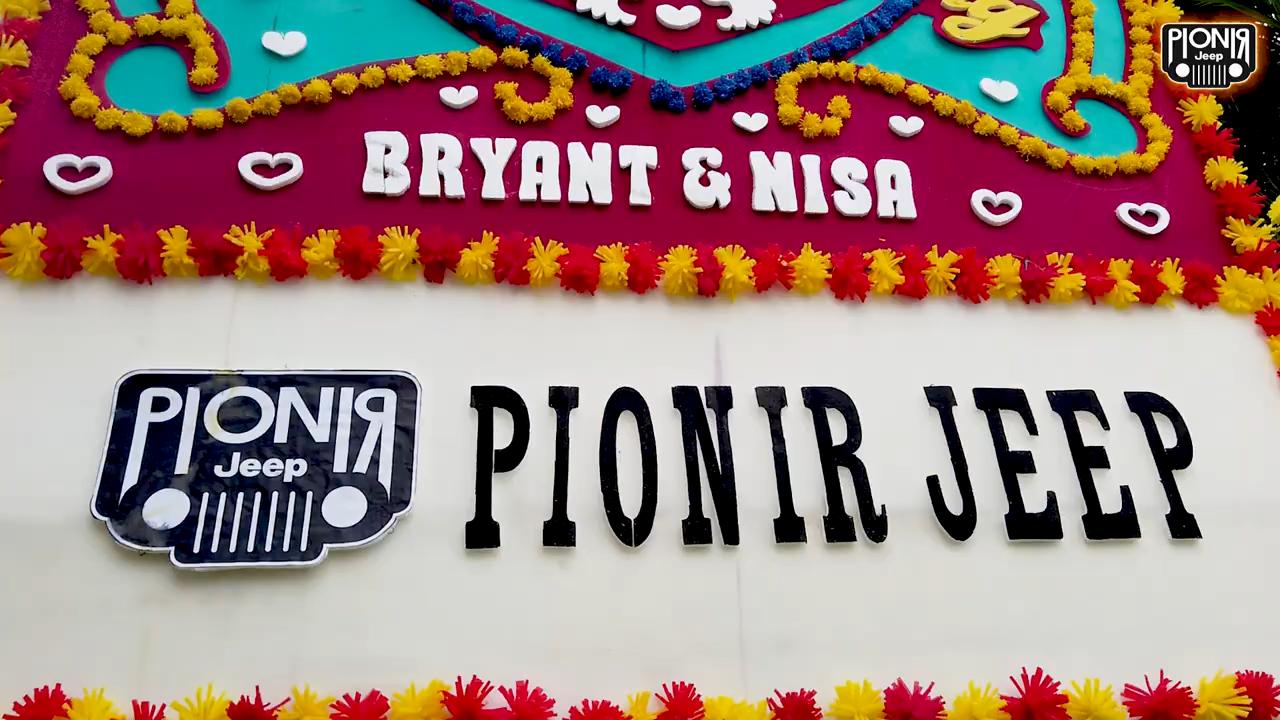 PIONIR
Jeep
BRYANT & NISA
PIONIR
Jeep
PIONIR JEEP